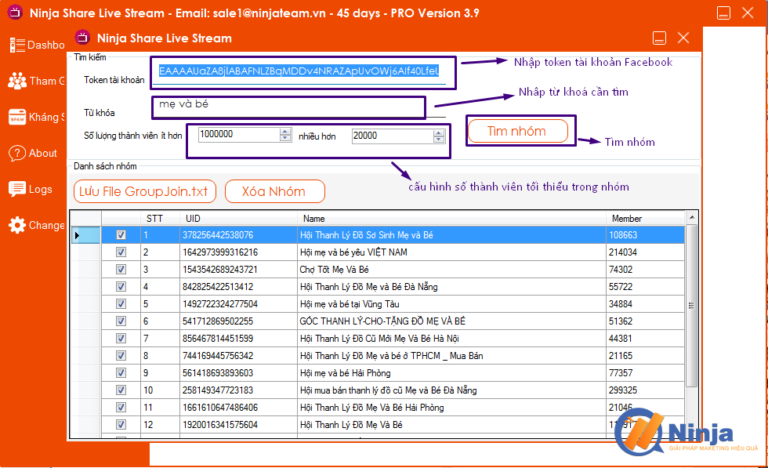 Ninja Share Live Stream - Email: sale1@ninjateam.vn - 45 days - PRO Version 3.9
Ninja Share Live Stream
Dashbo
Tham G
Kháng S
About
Logs
Change
Tìm kiếm
Token tài khoản
Nhập token tài khoản Facebook
Từ khóa
mẹ và bé
Nhập từ khoá cần tìm
Số lượng thành viên ít hơn
1000000
nhiều hơn
20000
Tìm nhóm
Tìm nhóm
Danh sách nhóm
cấu hình số thành viên tối thiểu trong nhóm
Lưu File GroupJoin.txt
Xóa Nhóm
STT UID Name Member
1 378256442538076 Hội Thanh Lý Đồ Sơ Sinh Mẹ và Bé 108663
2 1642973999316216 Hội mẹ và bé yêu VIỆT NAM 214034
3 1543542689243721 Chợ Tốt Mẹ Và Bé 74302
4 842825422513412 Hội Thanh Lý Đồ Mẹ và Bé Đà Nẵng 55722
5 1492722324277504 Hội mẹ và bé tại Vũng Tàu 34884
6 541712869502255 GÓC THANH LÝ-CHO-TẶNG ĐỒ MẸ VÀ BÉ 51362
7 856467814451599 Hội Thanh Lý Đồ Cũ Mới Mẹ Và Bé Hà Nội 44381
8 744169445756342 Hội Thanh Lý Đồ Mẹ và bé ở TPHCM _ Mua Bán 21165
9 561418693893603 Hội mẹ và bé Hải Phòng 77357
10 258149347723183 Hội mua bán thanh lý đồ cũ Mẹ và Bé Đà Nẵng 299325
11 1661610647486406 Hội Thanh Lý Đồ Mẹ Và Bé Hải Phòng 21046
12 1920016341575604 Hội Thanh Lý Đồ Mẹ Và Bé
Ninja
GIẢI PHÁP MAKETING HIỆU QUẢ